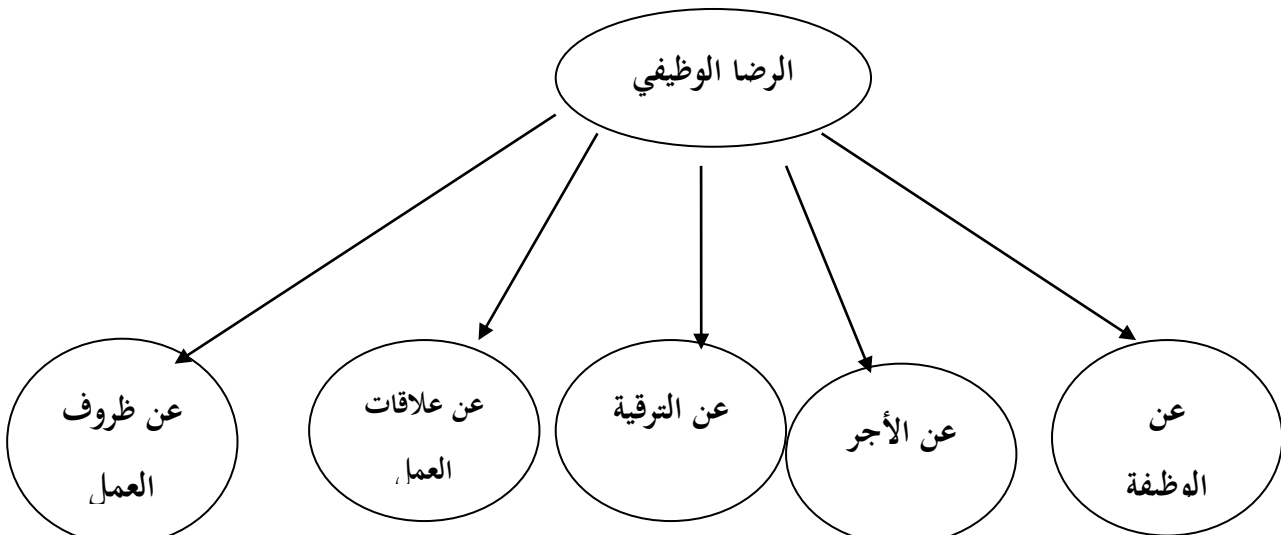 الرضا الوظيفي
عن
الوظيفة
عن الأجر
عن الترقية
عن علاقات
العمل
عن ظروف
العمل